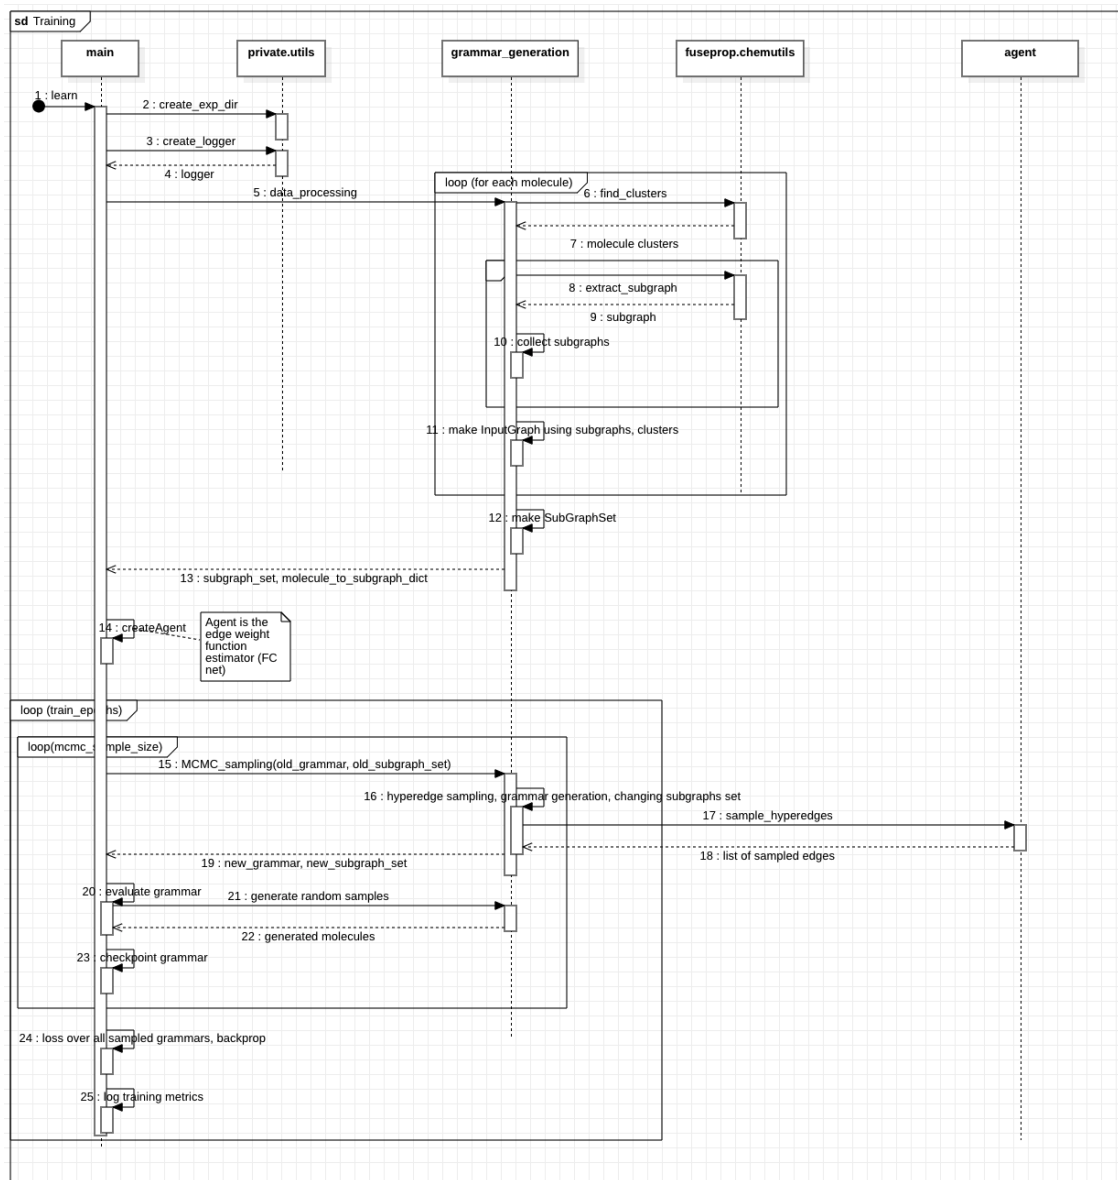 sd Training
main
private.utils
grammar_generation
fuseprop.chemutils
agent
1 : learn
2 : create_exp_dir
3 : create_logger
4 : logger
loop (for each molecule)
5 : data_processing
6 : find_clusters
7 : molecule clusters
8 : extract_subgraph
9 : subgraph
10 : collect subgraphs
11 : make InputGraph using subgraphs, clusters
12 : make SubGraphSet
13 : subgraph_set, molecule_to_subgraph_dict
14 : createAgent
Agent is the
edge weight
function
estimator (FC
net)
loop (train_epochs)
loop(mcmc_sample_size)
15 : MCMC_sampling(old_grammar, old_subgraph_set)
16 : hyperedge sampling, grammar generation, changing subgraphs set
17 : sample_hyperedges
18 : list of sampled edges
19 : new_grammar, new_subgraph_set
20 : evaluate grammar
21 : generate random samples
22 : generated molecules
23 : checkpoint grammar
24 : loss over all sampled grammars, backprop
25 : log training metrics